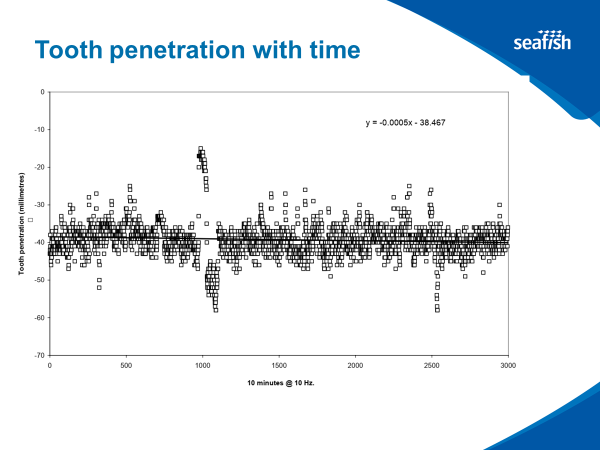 Tooth penetration with time
seafish
y = -0.0005x - 38.467
0
-10
-20
-30
-40
-50
-60
-70
Tooth penetration (millimetres)
0 500 1000 1500 2000 2500 3000
10 minutes @ 10 Hz.